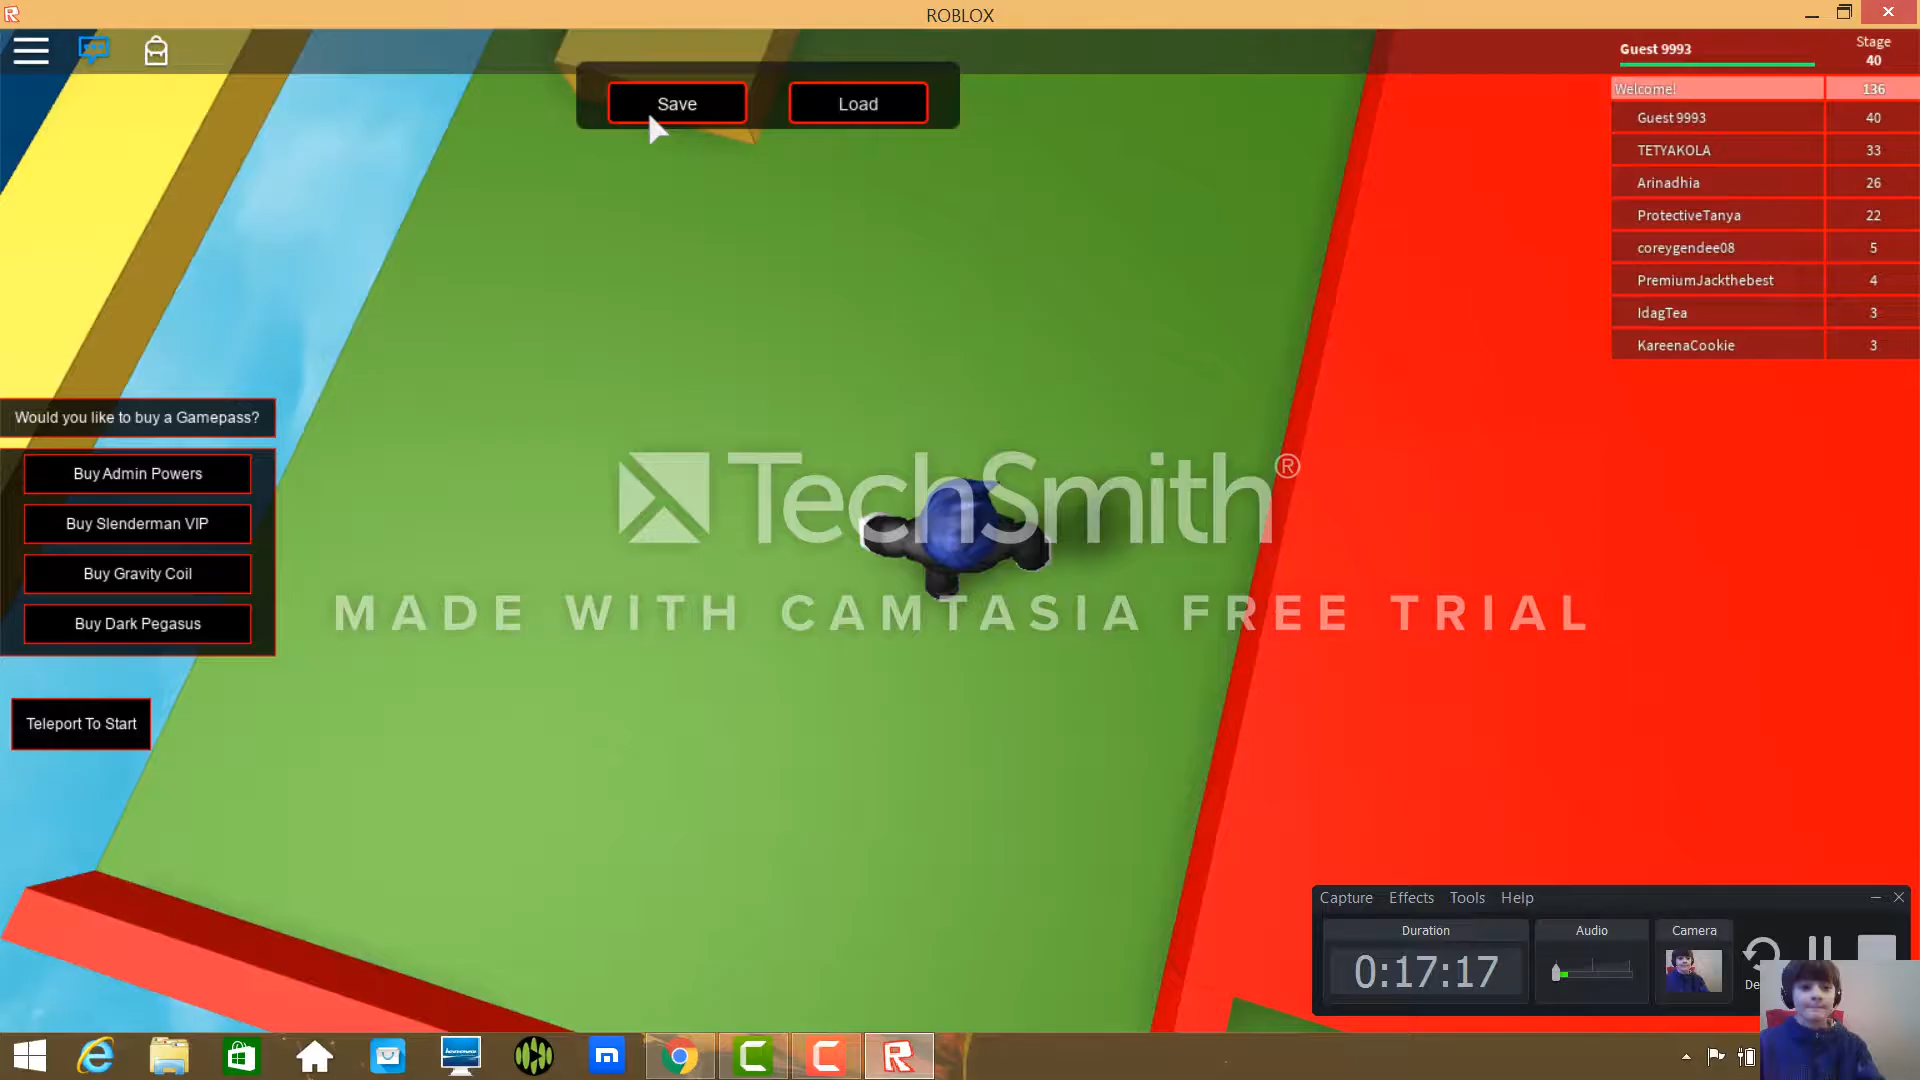 ROBLOX
Guest 9993
Stage
40
Save
Load
Welcome! 136
Guest 9993 40
TETYAKOLA 33
Arinadhia 26
ProtectiveTanya 22
coreygendee08 5
PremiumJackthebest 4
IdagTea 3
KareenaCookie 3
Would you like to buy a Gamepass?
Buy Admin Powers
Buy Slenderman VIP
Buy Gravity Coil
Buy Dark Pegasus
TechSmith®
MADE WITH CAMTASIA FREE TRIAL
Teleport To Start
Capture Effects Tools Help
Duration
Audio
Camera
0:17:17